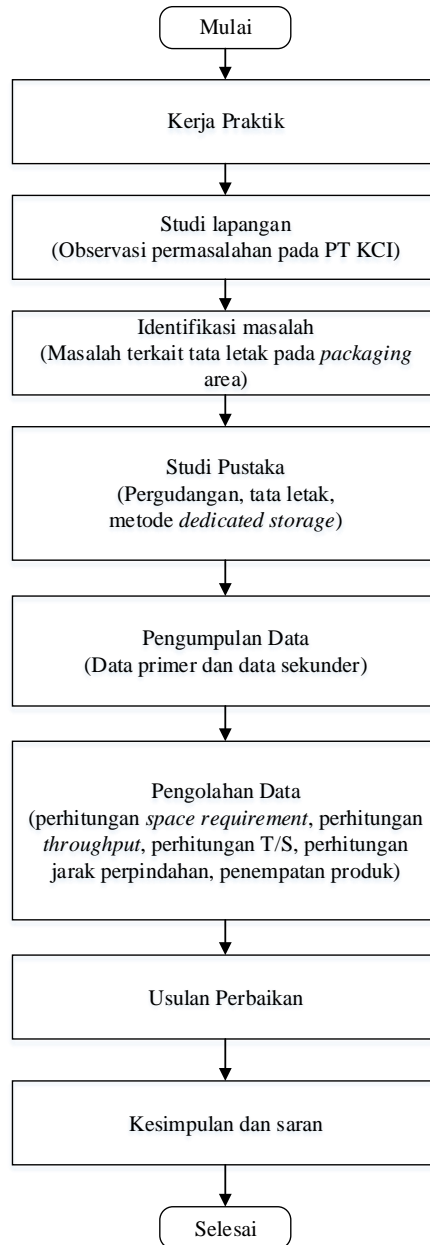 Mulai
Kerja Praktik
Studi lapangan
(Observasi permasalahan pada PT KCI)
Identifikasi masalah
(Masalah terkait tata letak pada packaging
area)
Studi Pustaka
(Pergudangan, tata letak,
metode dedicated storage)
Pengumpulan Data
(Data primer dan data sekunder)
Pengolahan Data
(perhitungan space requirement, perhitungan
throughput, perhitungan T/S, perhitungan
jarak perpindahan, penempatan produk)
Usulan Perbaikan
Kesimpulan dan saran
Selesai